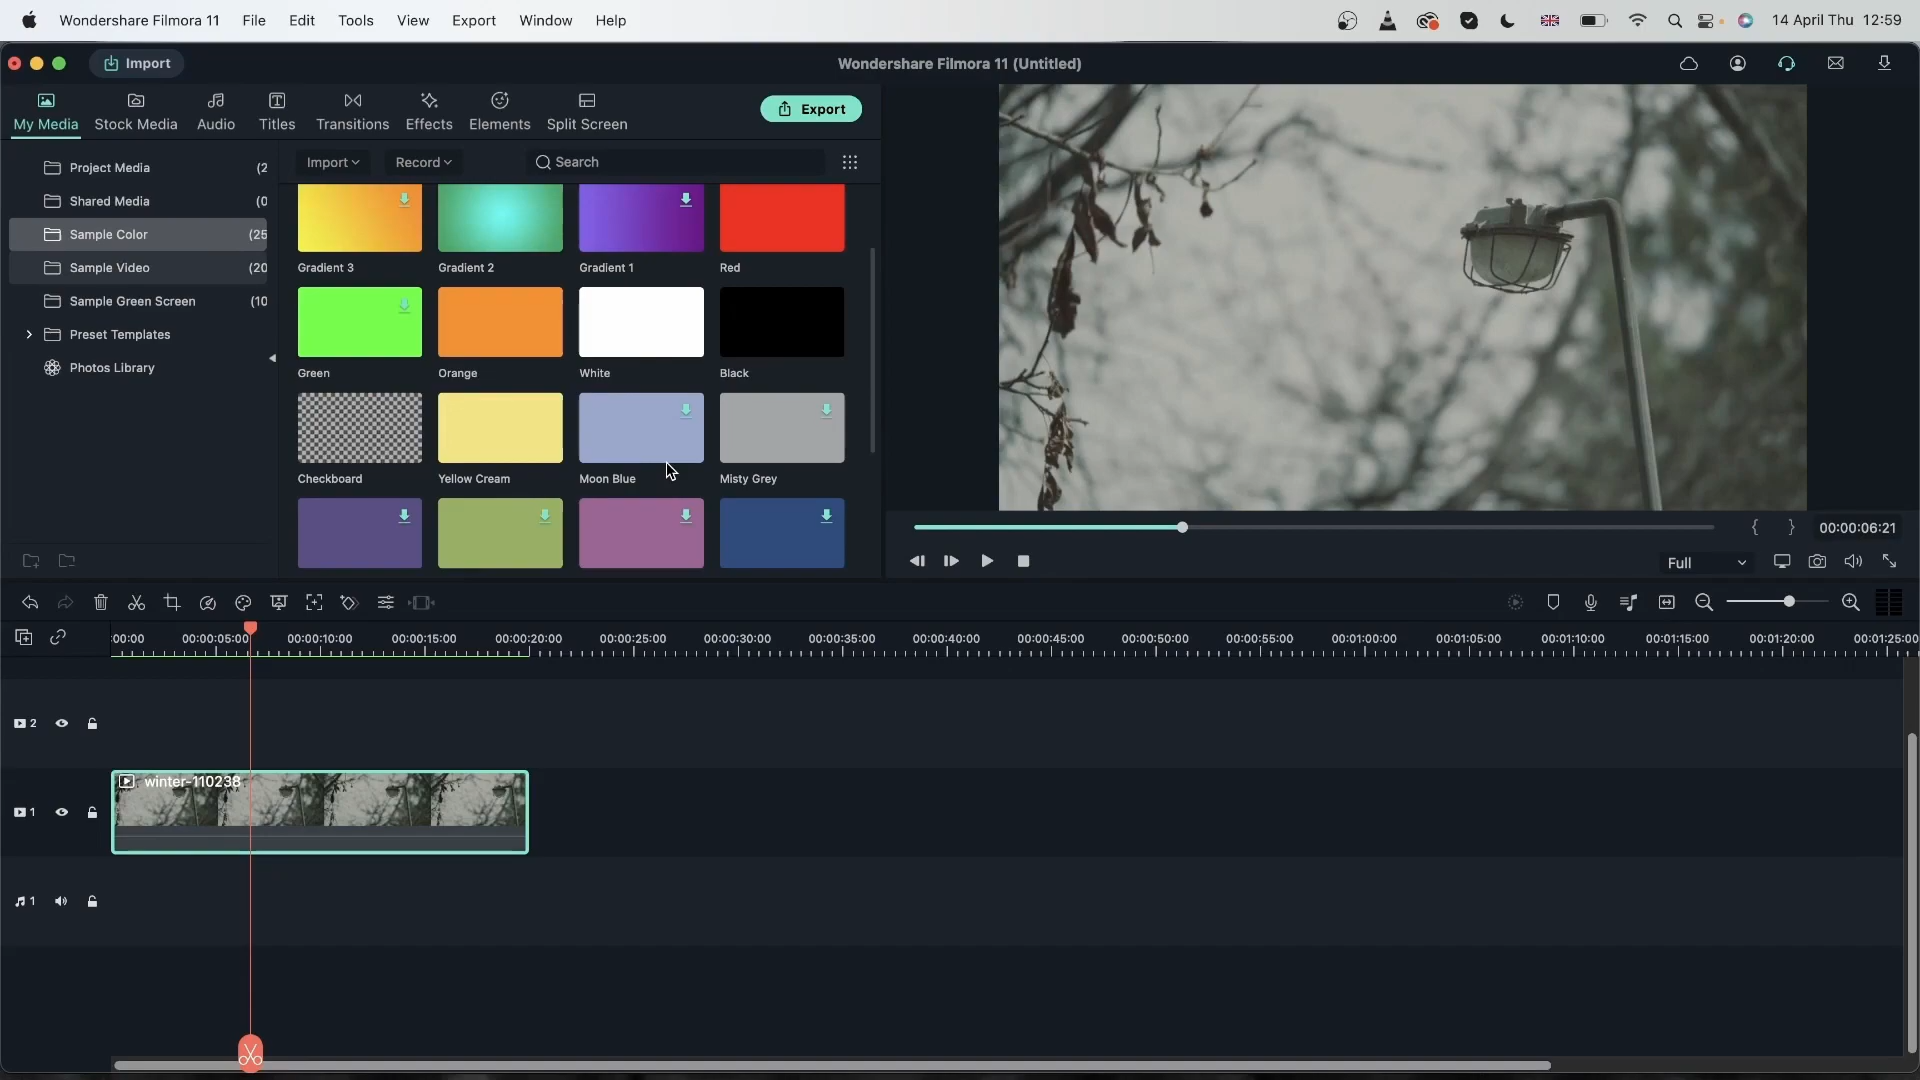 Wondershare Filmora 11 File Edit Tools View Export Window Help 14 April Thu 12:59
Import Wondershare Filmora 11 (Untitled)
My Media Stock Media Audio Titles Transitions Effects Elements Split Screen Export
Import Record Search
Project Media (2
Shared Media (0
Sample Color (25
Sample Video (20
Sample Green Screen (10
Preset Templates
Photos Library
Gradient 3 Gradient 2 Gradient 1 Red
Green Orange White Black
Checkboard Yellow Cream Moon Blue Misty Grey
{ } 00:00:06:21
Full
:00:00 00:00:05:00 00:00:10:00 00:00:15:00 00:00:20:00 00:00:25:00 00:00:30:00 00:00:35:00 00:00:40:00 00:00:45:00 00:00:50:00 00:00:55:00 00:01:00:00 00:01:05:00 00:01:10:00 00:01:15:00 00:01:20:00 00:01:25:00
2
winter-110238
1
1